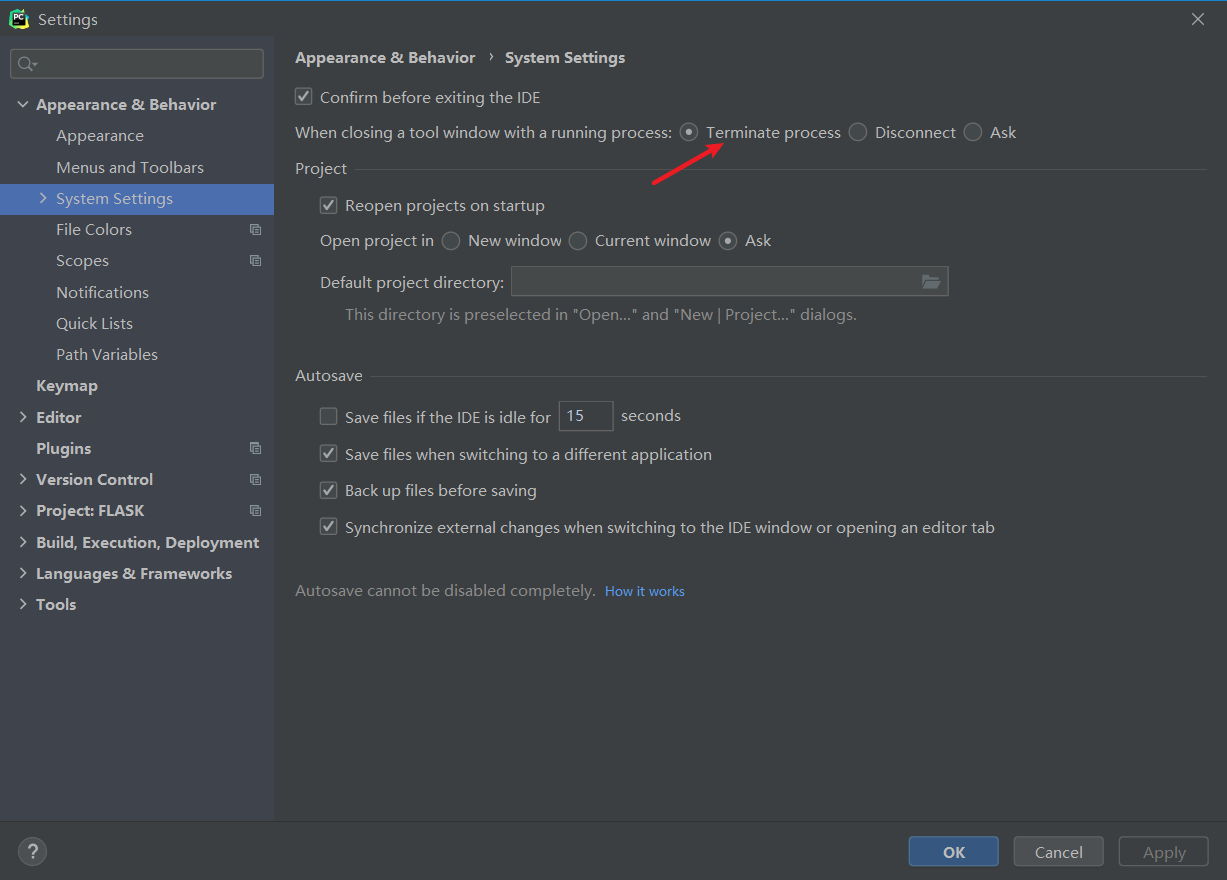 PC Settings
Appearance & Behavior › System Settings
Appearance & Behavior
Appearance
Menus and Toolbars
System Settings
File Colors
Scopes
Notifications
Quick Lists
Path Variables
Keymap
Editor
Plugins
Version Control
Project: FLASK
Build, Execution, Deployment
Languages & Frameworks
Tools
Confirm before exiting the IDE
When closing a tool window with a running process: Terminate process Disconnect Ask
Project
Reopen projects on startup
Open project in New window Current window Ask
Default project directory:
This directory is preselected in "Open..." and "New | Project..." dialogs.
Autosave
Save files if the IDE is idle for 15 seconds
Save files when switching to a different application
Back up files before saving
Synchronize external changes when switching to the IDE window or opening an editor tab
Autosave cannot be disabled completely. How it works
? OK Cancel Apply